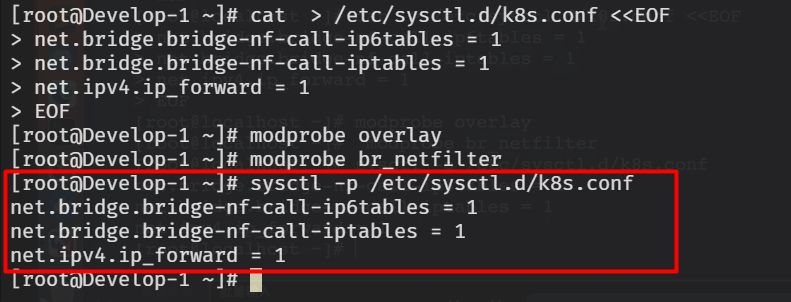 [root@Develop-1 ~]# cat  > /etc/sysctl.d/k8s.conf <<EOF
> net.bridge.bridge-nf-call-ip6tables = 1
> net.bridge.bridge-nf-call-iptables = 1
> net.ipv4.ip_forward = 1
> EOF
[root@Develop-1 ~]# modprobe overlay
[root@Develop-1 ~]# modprobe br_netfilter
[root@Develop-1 ~]# sysctl -p /etc/sysctl.d/k8s.conf
net.bridge.bridge-nf-call-ip6tables = 1
net.bridge.bridge-nf-call-iptables = 1
net.ipv4.ip_forward = 1
[root@Develop-1 ~]#